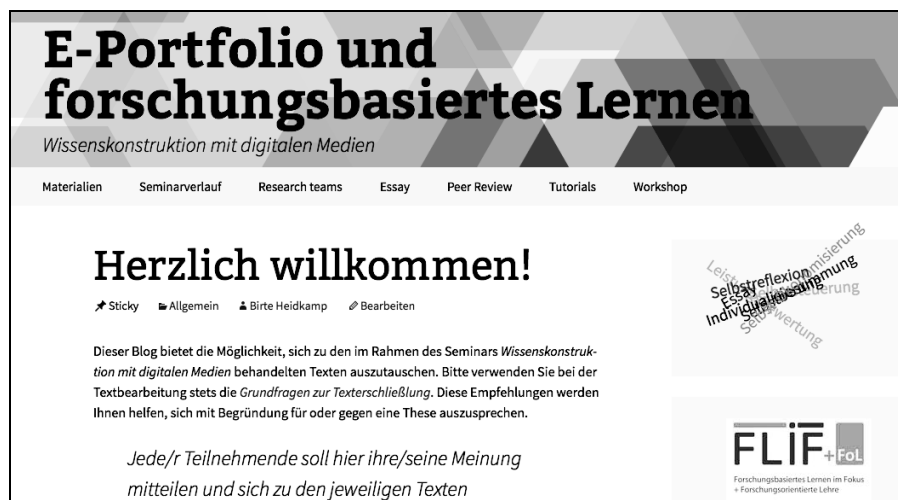 E-Portfolio und
forschungsbasiertes Lernen
Wissenskonstruktion mit digitalen Medien
Materialien Seminarverlauf Research teams Essay Peer Review Tutorials Workshop
Herzlich willkommen!
Sticky Allgemein Birte Heidkamp Bearbeiten
Dieser Blog bietet die Möglichkeit, sich zu den im Rahmen des Seminars Wissenskonstruk-
tion mit digitalen Medien behandelten Texten auszutauschen. Bitte verwenden Sie bei der
Textbearbeitung stets die Grundfragen zur Texterschließung. Diese Empfehlungen werden
Ihnen helfen, sich mit Begründung für oder gegen eine These auszusprechen.
Jede/r Teilnehmende soll hier ihre/seine Meinung
mitteilen und sich zu den jeweiligen Texten
Selbstreflexion
Essay
FLiF+FoL
Forschungsbasiertes Lernen im Fokus
+ Forschungsorientierte Lehre